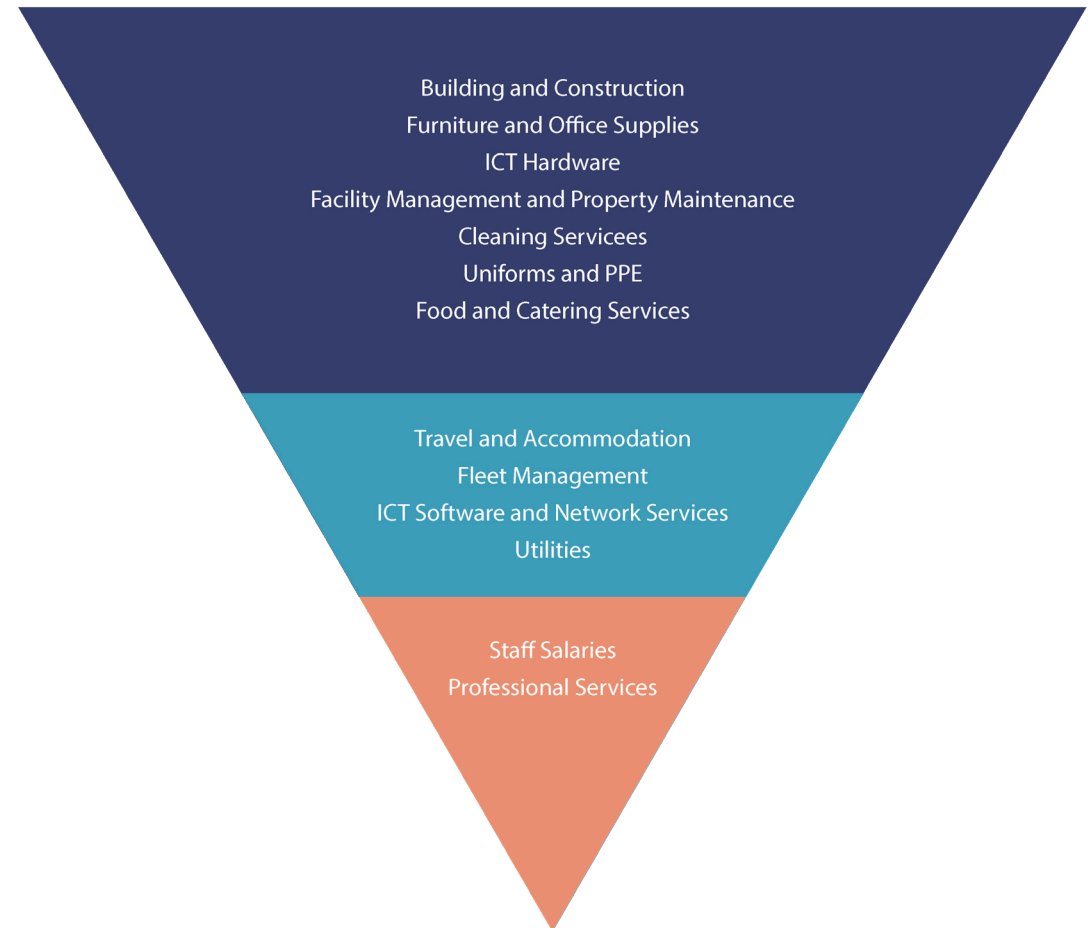 Building and Construction
Furniture and Office Supplies
ICT Hardware
Facility Management and Property Maintenance
Cleaning Servicees
Uniforms and PPE
Food and Catering Services
Travel and Accommodation
Fleet Management
ICT Software and Network Services
Utilities
Staff Salaries
Professional Services